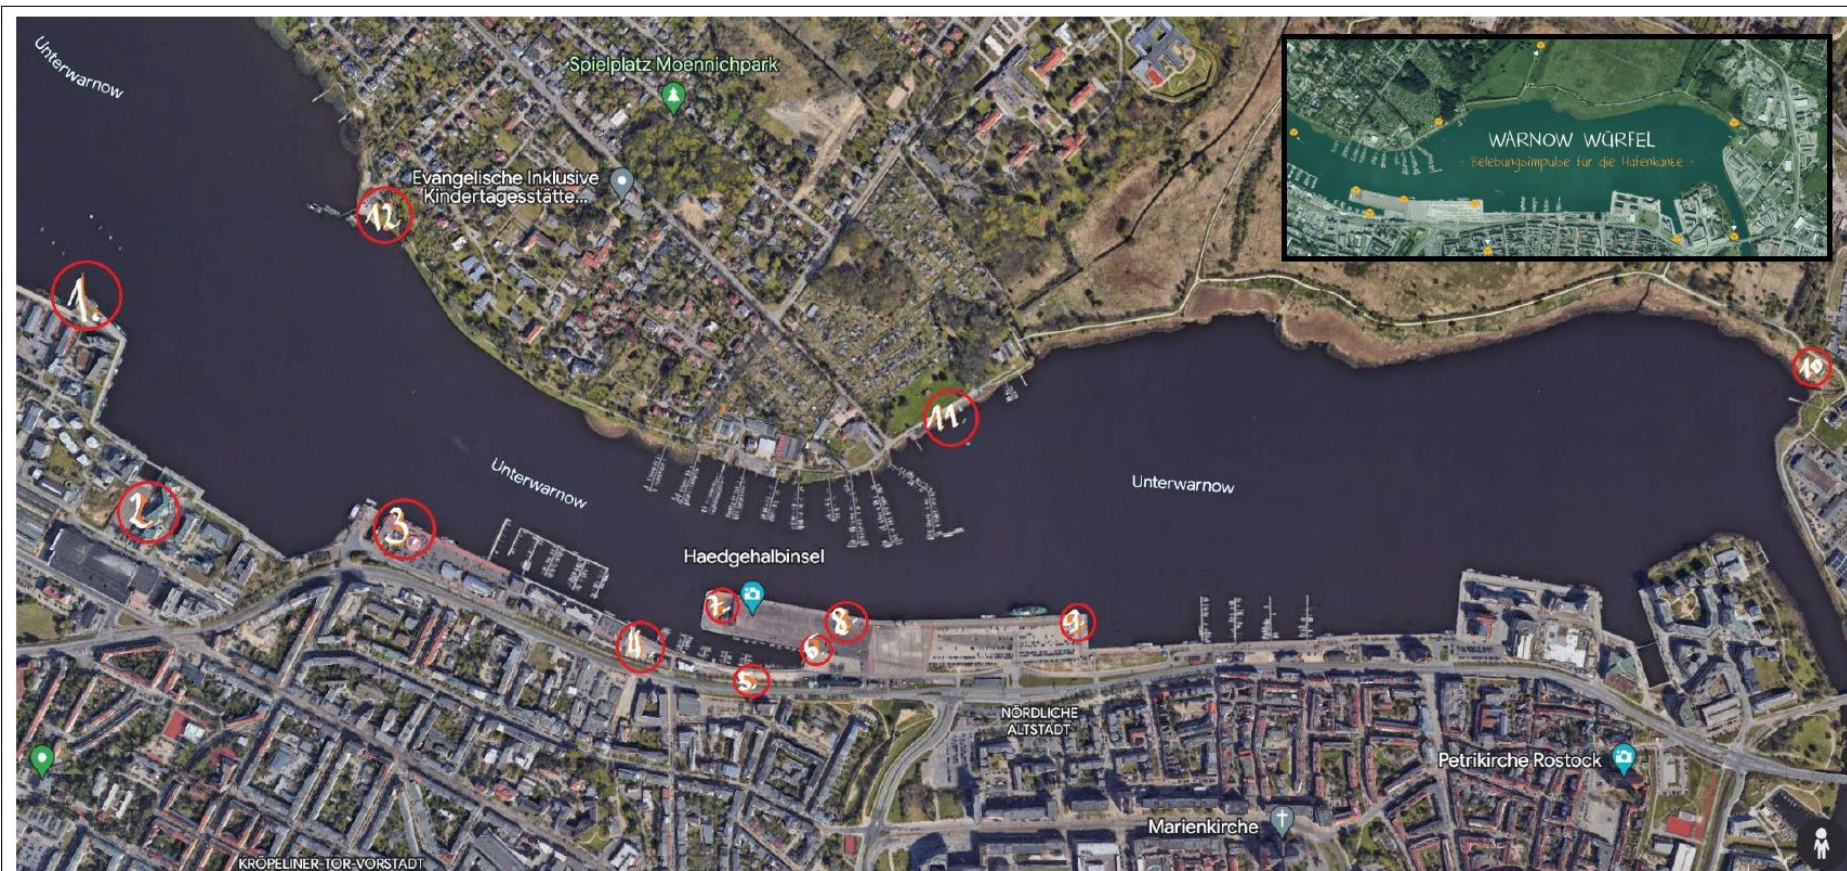 Unterwarnow
Spielplatz Moennichpark
Evangelische Inklusive
Kindertagesstätte...
WARNOW WÜRFEL
- Belebungsimpulse für die Hafenkante -
12
1.
10
11
Unterwarnow
Unterwarnow
2
3
Haedgehalbinsel
7
8
9
4
6
5
NÖRDLICHE
ALTSTADT
Petrikirche Rostock
Marienkirche
KRÖPELINER-TOR-VORSTADT